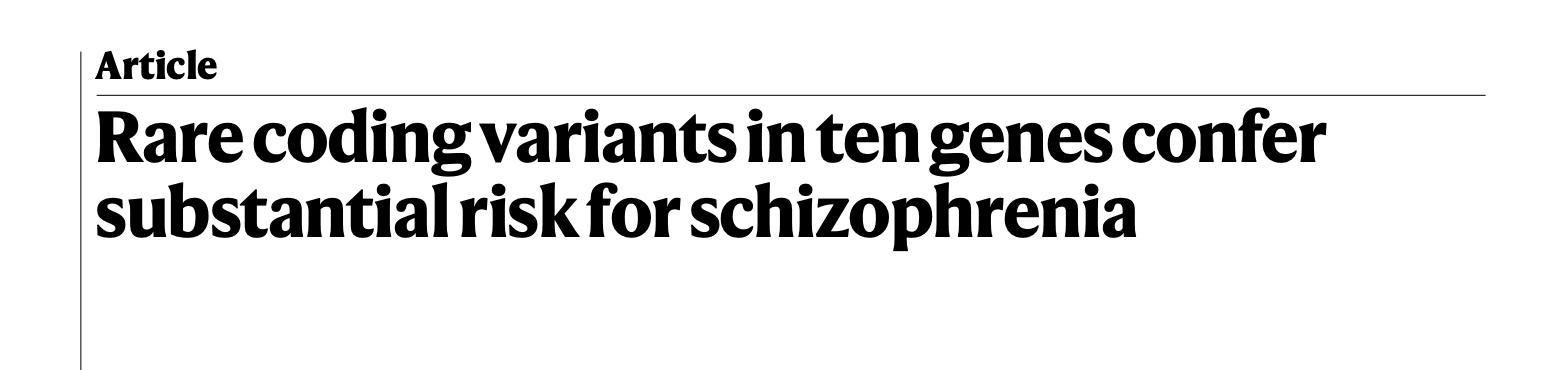 Article
Rare coding variants in ten genes confer
substantial risk for schizophrenia